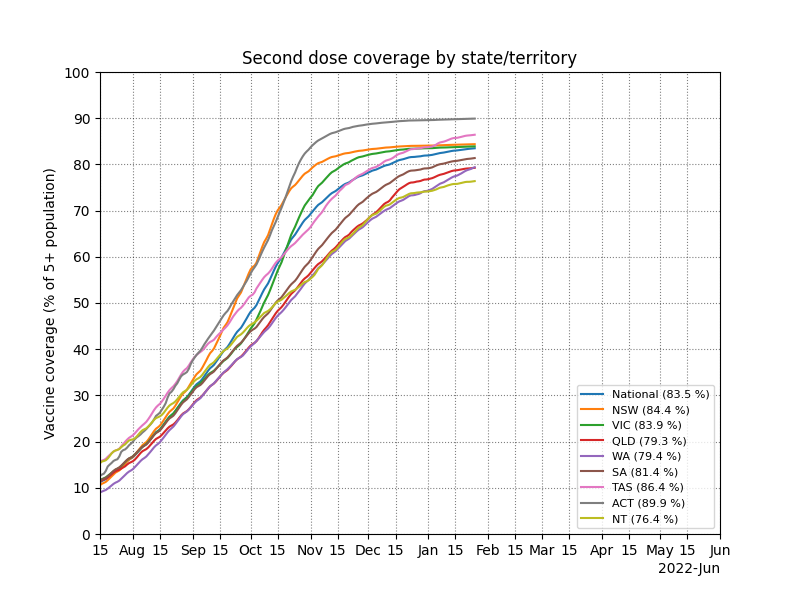 Second dose coverage by state/territory
Vaccine coverage (% of 5+ population)
100
90
80
70
60
50
40
30
20
10
0
National (83.5 %)
NSW (84.4 %)
VIC (83.9 %)
QLD (79.3 %)
WA (79.4 %)
SA (81.4 %)
TAS (86.4 %)
ACT (89.9 %)
NT (76.4 %)
15 Aug 15 Sep 15 Oct 15 Nov 15 Dec 15 Jan 15 Feb 15 Mar 15 Apr 15 May 15 Jun
2022-Jun